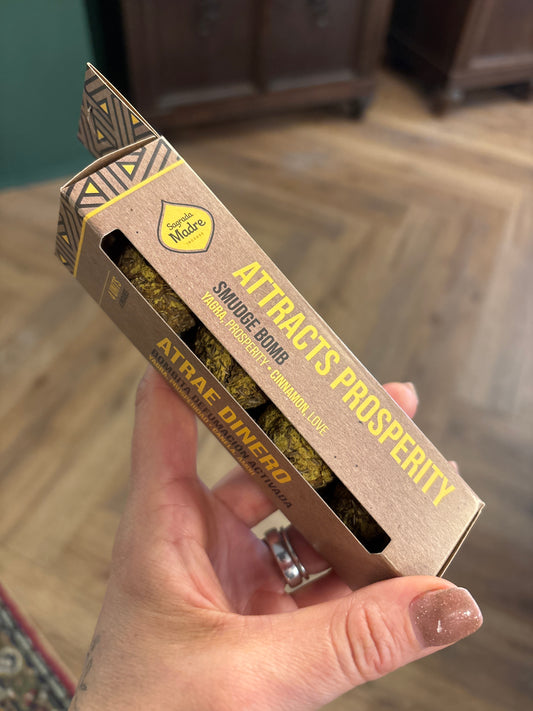 Sagrada
Madre
ATTRACTS PROSPERITY
SMUDGE BOMB
YAGRA, PROSPERITY • CINNAMON, LOVE
ATRAE DINERO